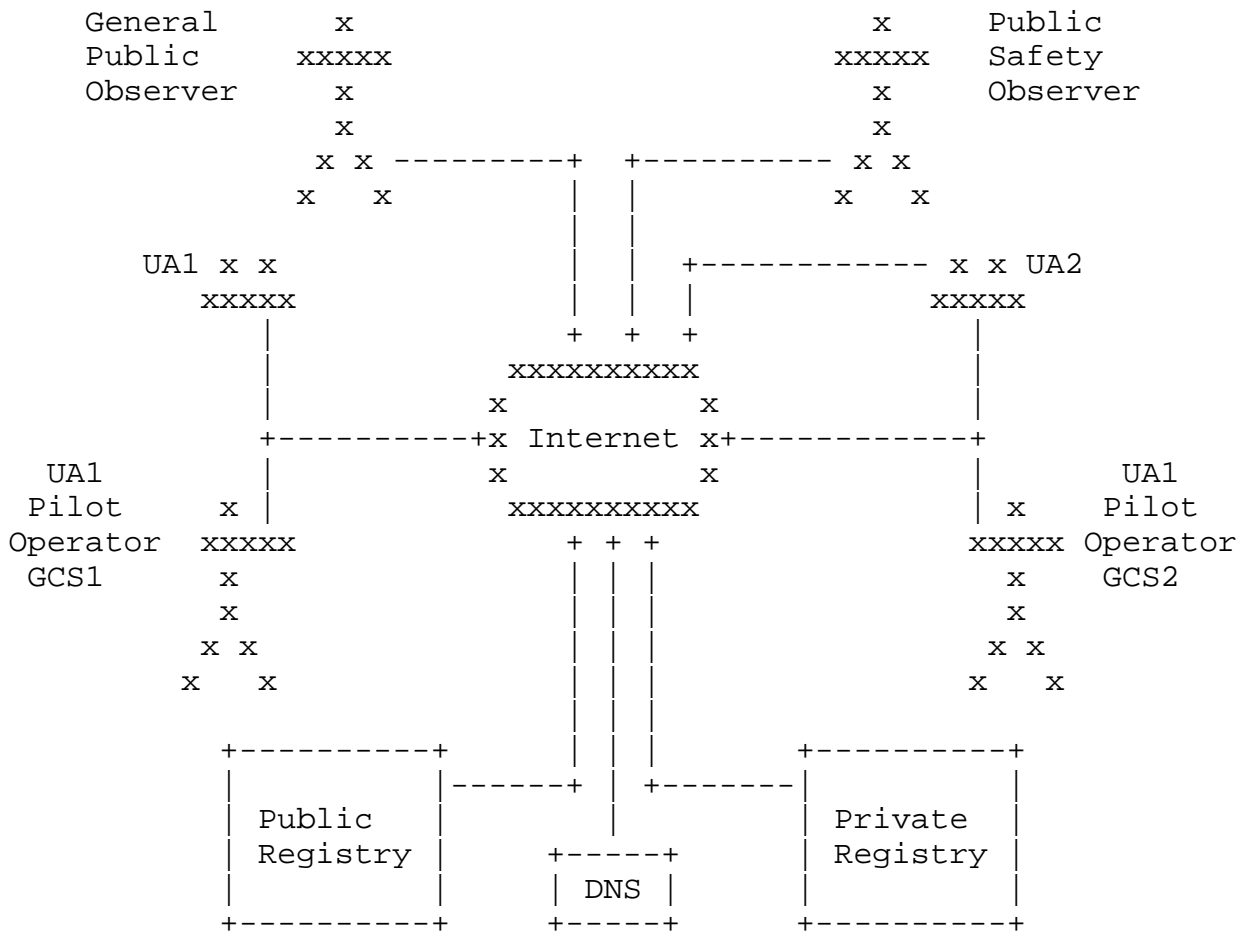 General
Public
Observer
Public
Safety
Observer
UA1
UA2
Internet
UA1
Pilot
Operator
GCS1
UA1
Pilot
Operator
GCS2
Public
Registry
DNS
Private
Registry